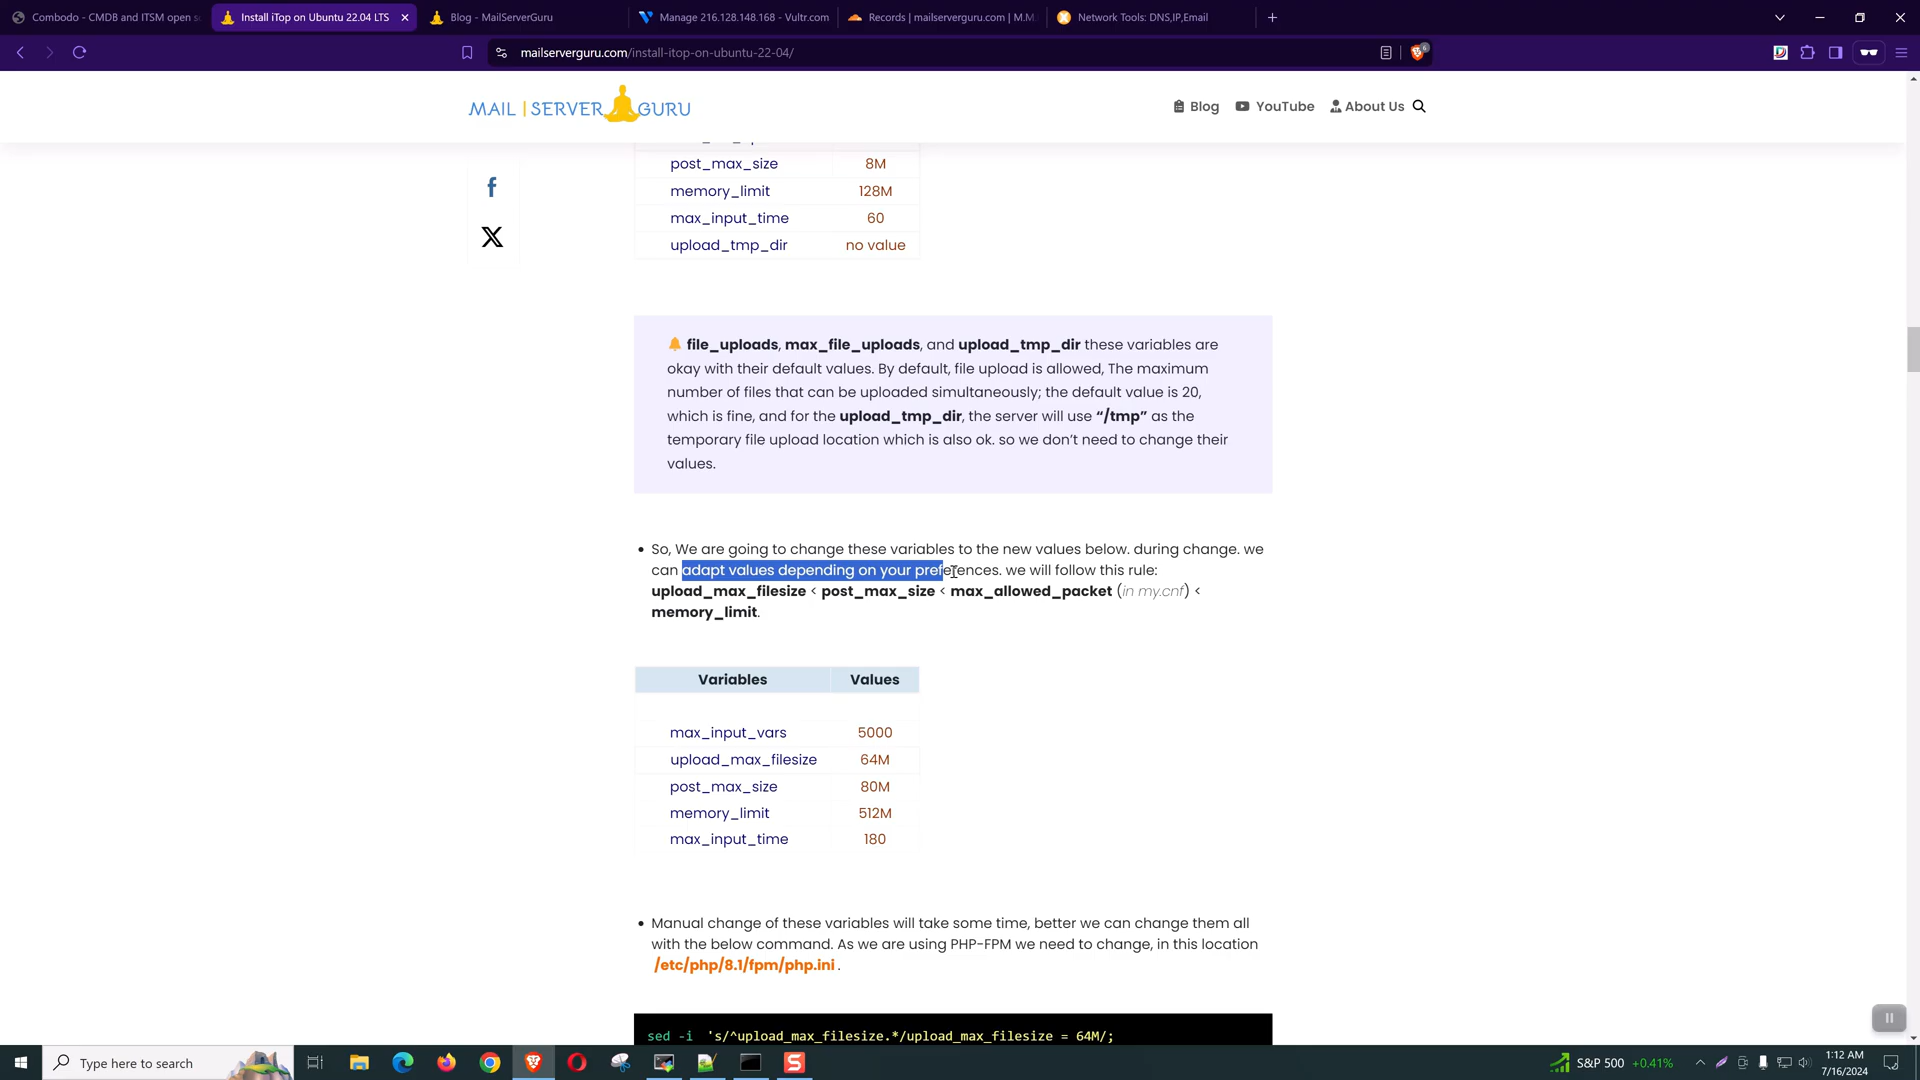 Combodo - CMDB and ITSM open s
Install iTop on Ubuntu 22.04 LTS
Blog - MailServerGuru
Manage 216.128.148.168 - Vultr.com
Records | mailserverguru.com | M.M
Network Tools: DNS,IP,Email
mailserverguru.com/install-itop-on-ubuntu-22-04/
MAIL | SERVER GURU
Blog
YouTube
About Us
post_max_size 8M
memory_limit 128M
max_input_time 60
upload_tmp_dir no value
file_uploads, max_file_uploads, and upload_tmp_dir these variables are
okay with their default values. By default, file upload is allowed, The maximum
number of files that can be uploaded simultaneously; the default value is 20,
which is fine, and for the upload_tmp_dir, the server will use “/tmp” as the
temporary file upload location which is also ok. so we don’t need to change their
values.
• So, We are going to change these variables to the new values below. during change. we
can adapt values depending on your preferences. we will follow this rule:
upload_max_filesize < post_max_size < max_allowed_packet (in my.cnf) <
memory_limit.
Variables Values
max_input_vars 5000
upload_max_filesize 64M
post_max_size 80M
memory_limit 512M
max_input_time 180
• Manual change of these variables will take some time, better we can change them all
with the below command. As we are using PHP-FPM we need to change, in this location
/etc/php/8.1/fpm/php.ini .
sed -i 's/^upload_max_filesize.*/upload_max_filesize = 64M/;
Type here to search
S&P 500 +0.41%
1:12 AM
7/16/2024